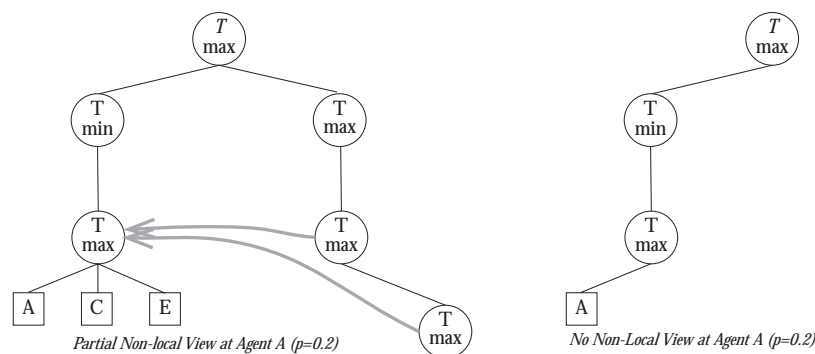 T
max
T
max
T
min
T
max
T
min
T
max
T
max
T
max
A
C
E
T
max
A
Partial Non-local View at Agent A (p=0.2)
No Non-Local View at Agent A (p=0.2)